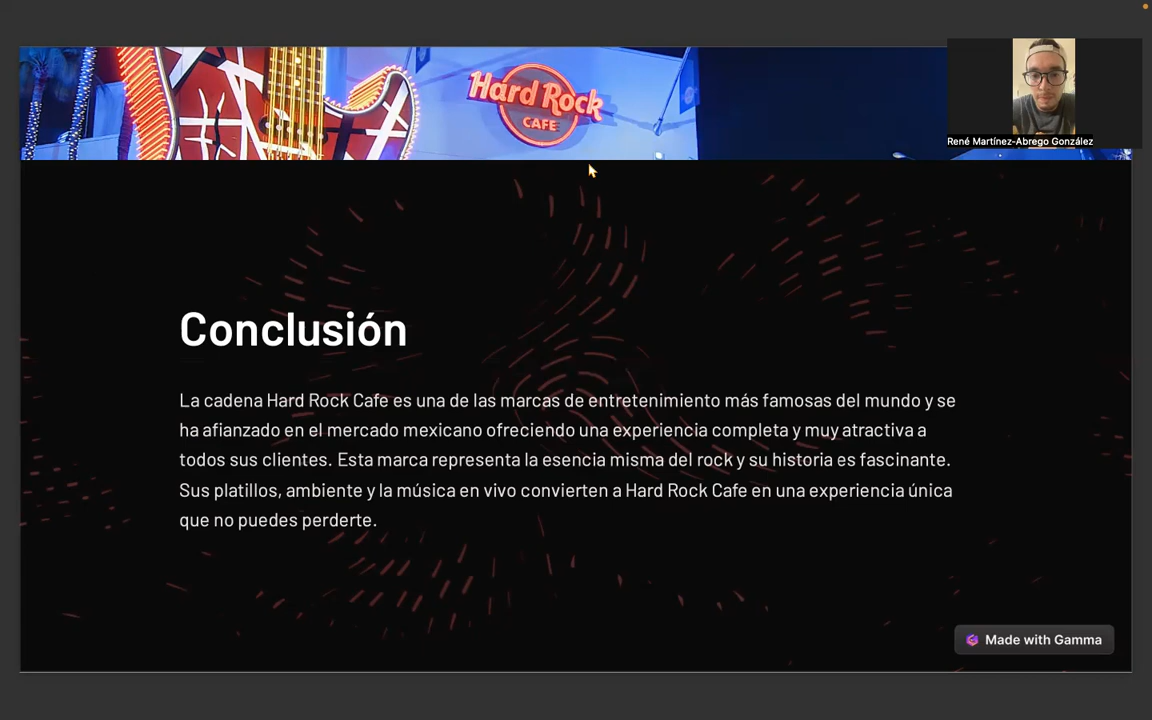 Hard Rock
CAFE
René Martínez-Abrego González
Conclusión
La cadena Hard Rock Cafe es una de las marcas de entretenimiento más famosas del mundo y se
ha afianzado en el mercado mexicano ofreciendo una experiencia completa y muy atractiva a
todos sus clientes. Esta marca representa la esencia misma del rock y su historia es fascinante.
Sus platillos, ambiente y la música en vivo convierten a Hard Rock Cafe en una experiencia única
que no puedes perderte.
Made with Gamma